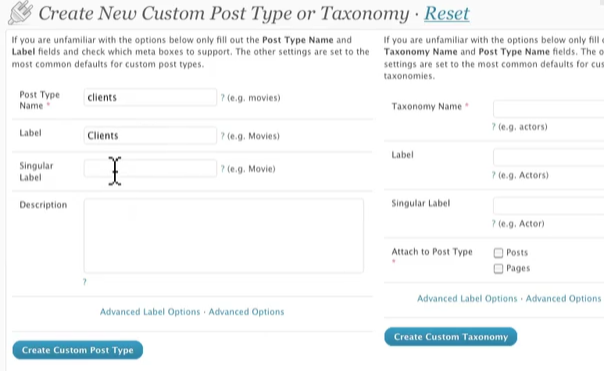 Create New Custom Post Type or Taxonomy · Reset
If you are unfamiliar with the options below only fill out the Post Type Name and
Label fields and check which meta boxes to support. The other settings are set to the
most common defaults for custom post types.
Post Type
Name *
clients
? (e.g. movies)
Label
Clients
? (e.g. Movies)
Singular
Label
? (e.g. Movie)
Description
?
Advanced Label Options · Advanced Options
Create Custom Post Type
If you are unfamiliar with the options below only fill
Taxonomy Name and Post Type Name fields. The
settings are set to the most common defaults for
taxonomies.
Taxonomy Name *
? (e.g. actors)
Label
? (e.g. Actors)
Singular Label
? (e.g. Actor)
Attach to Post Type
*
Posts
Pages
Advanced Label Options · Advanced Options
Create Custom Taxonomy